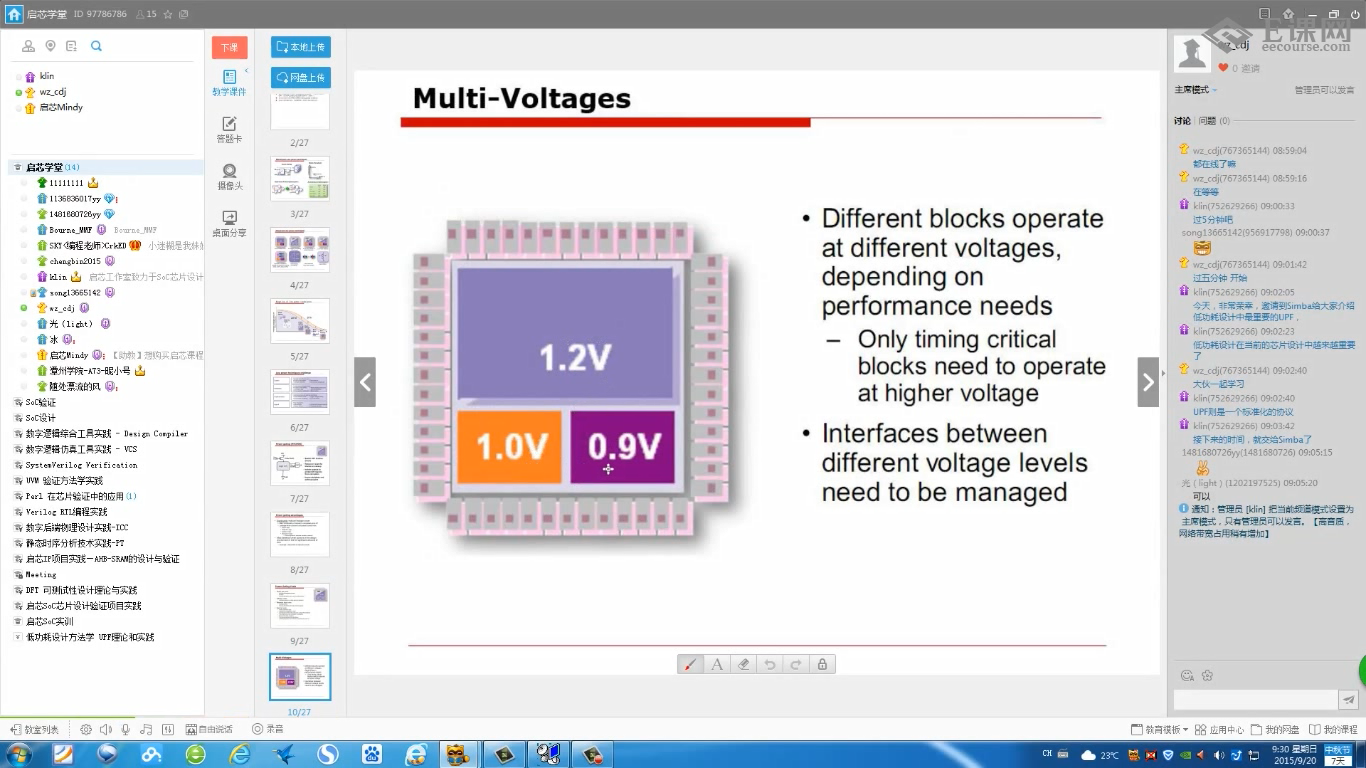 启芯学堂 ID 97786786 15
E课网
eecourse.com
klin
wz_cdj
启芯Mindy
启芯学堂(14)
11111111
1136836017yy
1481680726yy
Bourne_MMF Bourne_MMF
chengbin2015
klin 启芯工作室致力于SoC芯片设计
song13665142
wz_cdj
光 (light)
冰
启芯Windy 【助教】想购买启芯课程
随处漂流的风
SoC验证
SoC设计
数字逻辑综合工具实践 - Design Compiler
数字逻辑仿真工具实践 - VCS
SystemVerilog Verification
UVM 验证方法学实践
Perl 在芯片验证中的应用 (1)
Verilog RTL编程实践
数字后端物理设计实践-ICC
静态时序分析技术实践-PT
启芯IP项目实践—AHB-SRAM的设计与验证
Meeting
DFT 可测试性设计理论与实践
启芯SoC芯片设计验证项目实践
启芯SoC实训
低功耗设计方法学 UPF理论和实践
教室列表
自由说话
录音
下课
教学课件
答题卡
摄像头
桌面分享
本地上传
网盘上传
2/27
3/27
4/27
5/27
6/27
7/27
8/27
9/27
10/27
Multi-Voltages
1.2V
1.0V
0.9V
• Different blocks operate
at different voltages,
depending on
performance needs
– Only timing critical
blocks need to operate
at higher voltage
• Interfaces between
different voltage levels
need to be managed
wz_cdj
0 邀请
主席模式
管理员可以发言
讨论 问题 (0)
wz_cdj(767365144) 08:59:04
都在线了嘛
wz_cdj(767365144) 08:59:16
在等等
klin(752629266) 09:00:33
过5分钟吧
song13665142(956917798) 09:00:37
wz_cdj(767365144) 09:01:42
过五分钟 开始
klin(752629266) 09:02:05
今天，非常荣幸，邀请到Simba给大家介绍
低功耗设计中最重要的UPF，
klin(752629266) 09:02:23
低功耗设计在当前的芯片设计中越来越重要
了
wz_cdj(767365144) 09:02:40
大伙一起学习
klin(752629266) 09:02:40
UPF则是一个标准化的协议
klin(752629266) 09:03:42
接下来的时间，就交给Simba了
1481680726yy(1481680726) 09:05:15
光 ( light ) (1202197525) 09:05:20
可以
通知：管理员 [klin] 把当前频道模式设置为
主席模式，只有管理员可以发言。【高音质，
网络带宽占用稍有增加】
教育模板
应用中心
我的网盘
我的课程
CH
23℃
9:30 星期日
2015/9/20
中秋节
7天